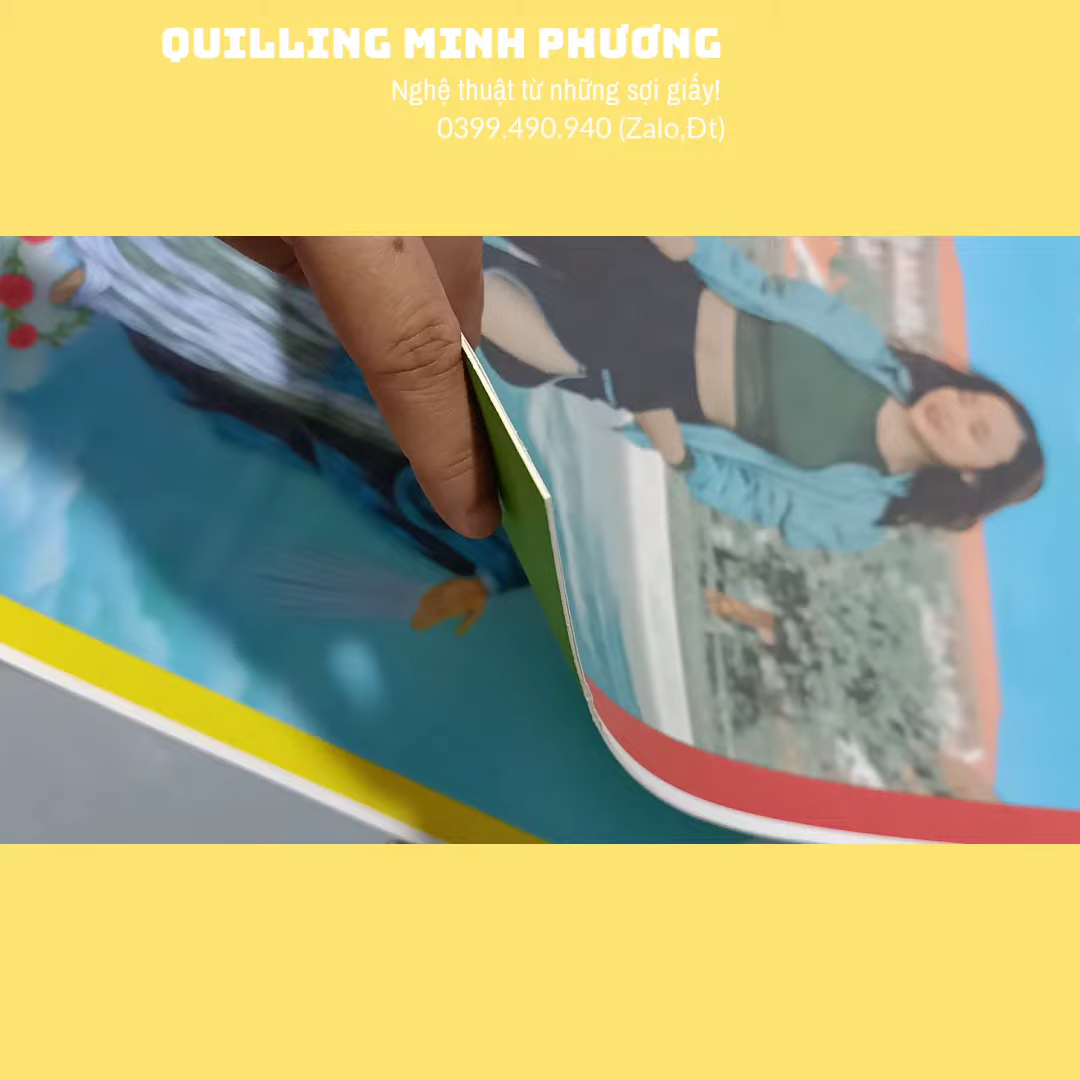 QUILLING MINH PHƯƠNG
Nghệ thuật từ những sợi giấy!
0399.490.940 (Zalo,Đt)